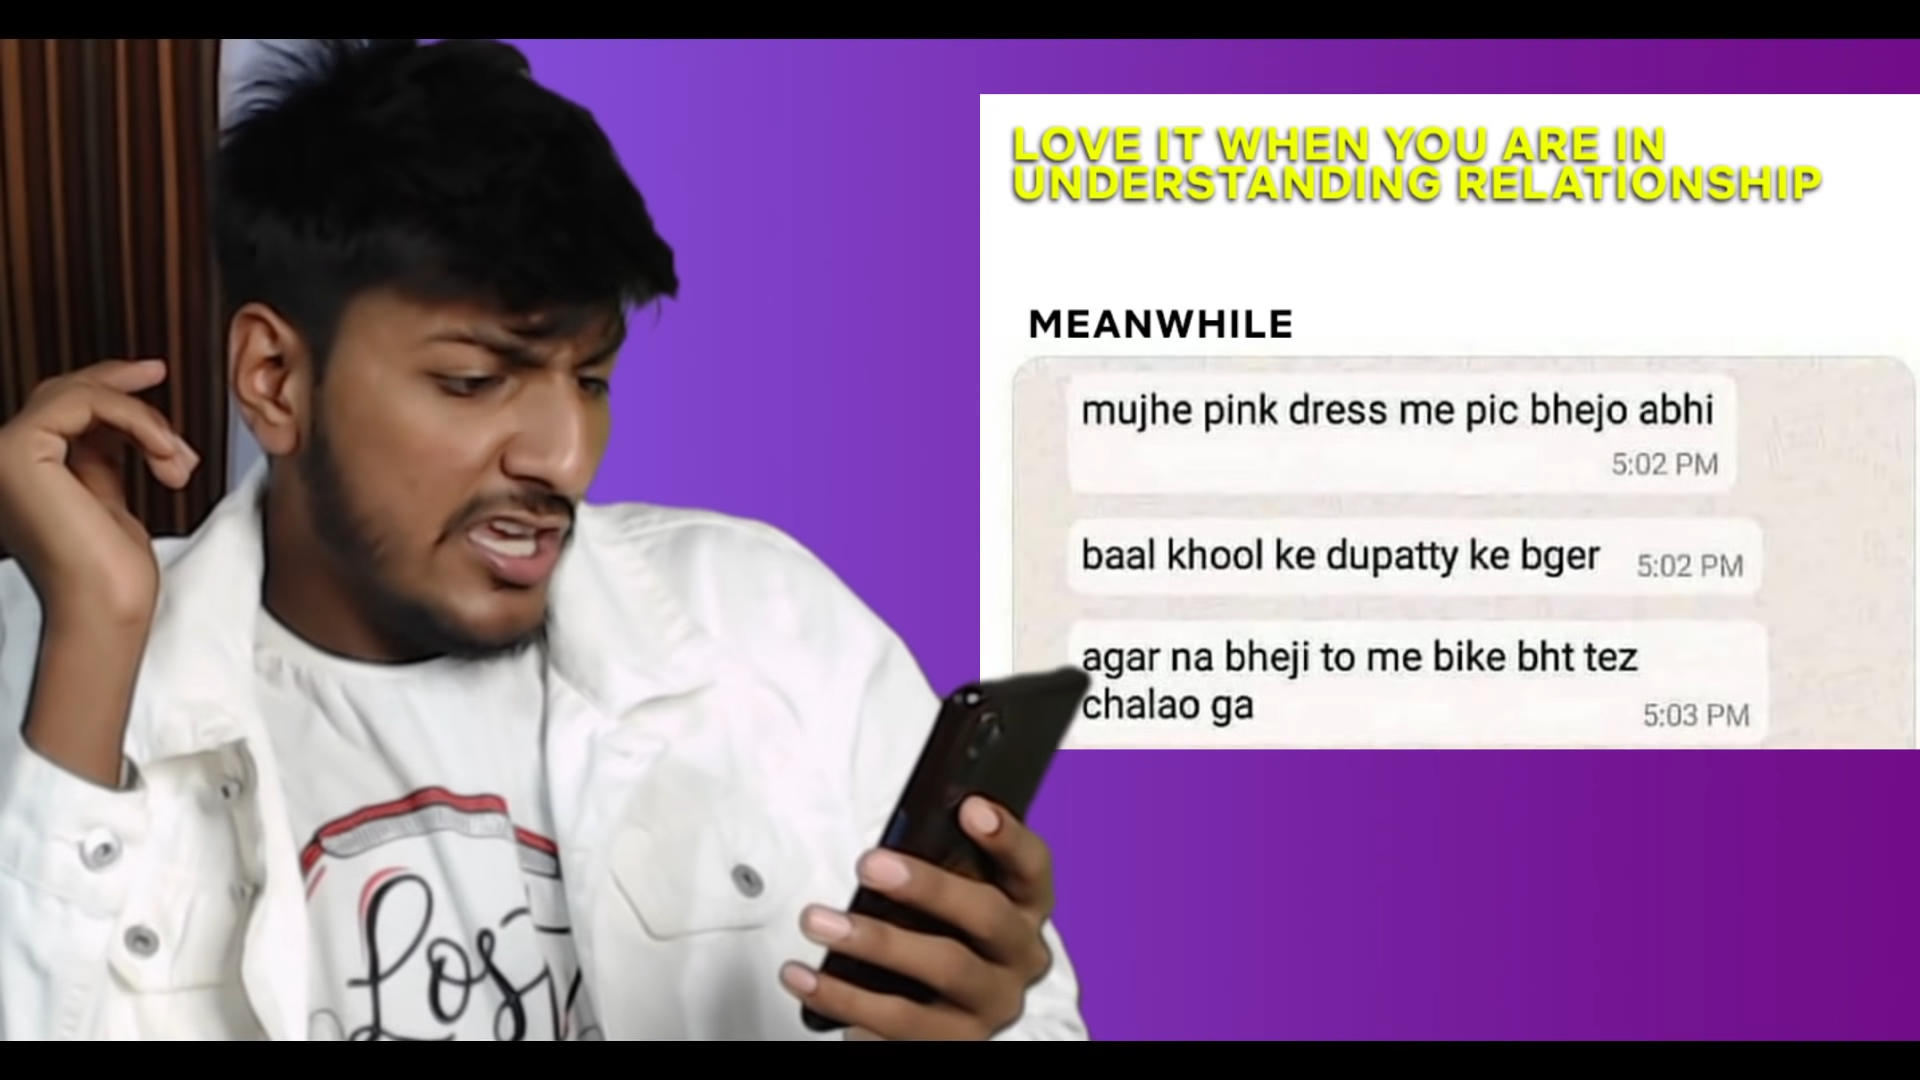 LOVE IT WHEN YOU ARE IN
UNDERSTANDING RELATIONSHIP
MEANWHILE
mujhe pink dress me pic bhejo abhi
5:02 PM
baal khool ke dupatty ke bger 5:02 PM
agar na bheji to me bike bht tez
chalao ga 5:03 PM